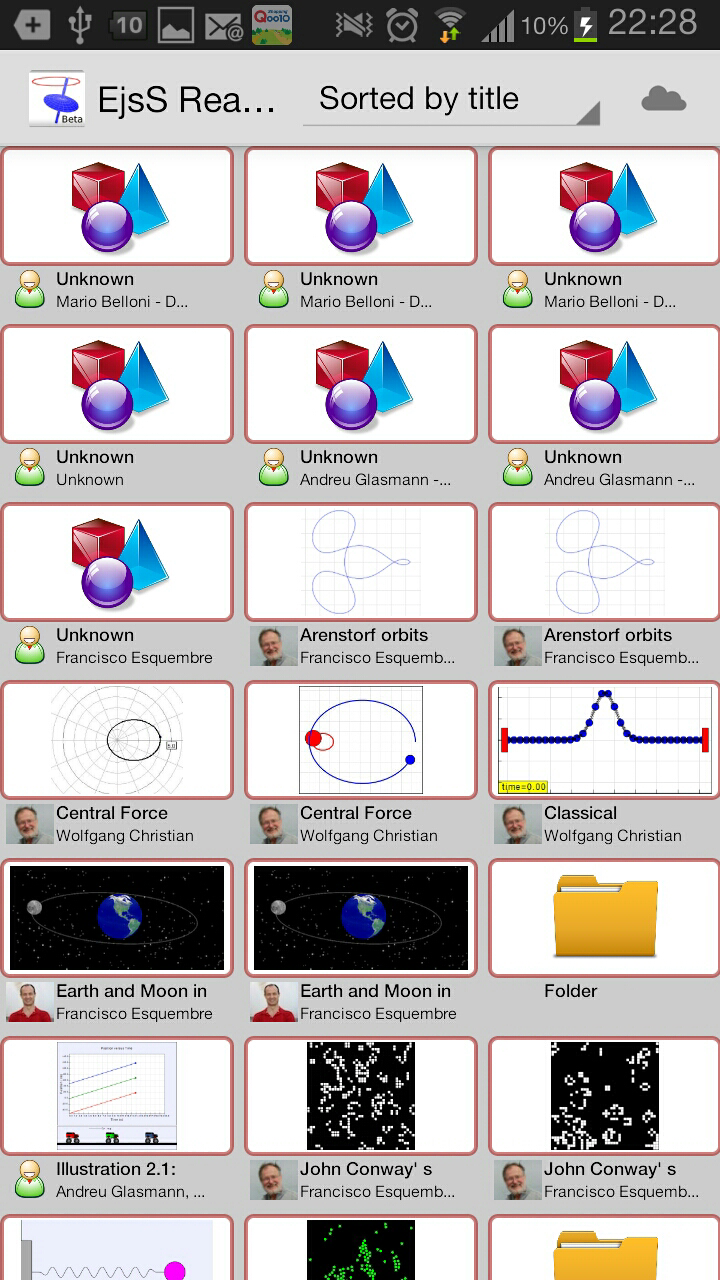 10
Qoo10
10%
22:28
Beta
EjsS Rea...
Sorted by title
Unknown
Mario Belloni - D...
Unknown
Mario Belloni - D...
Unknown
Mario Belloni - D...
Unknown
Unknown
Unknown
Andreu Glasmann -...
Unknown
Andreu Glasmann -...
Unknown
Francisco Esquembre
Arenstorf orbits
Francisco Esquemb...
Arenstorf orbits
Francisco Esquemb...
Central Force
Wolfgang Christian
Central Force
Wolfgang Christian
time=0.00
Classical
Wolfgang Christian
Earth and Moon in
Francisco Esquembre
Earth and Moon in
Francisco Esquembre
Folder
Illustration 2.1:
Andreu Glasmann, ...
John Conway' s
Francisco Esquemb...
John Conway' s
Francisco Esquemb...